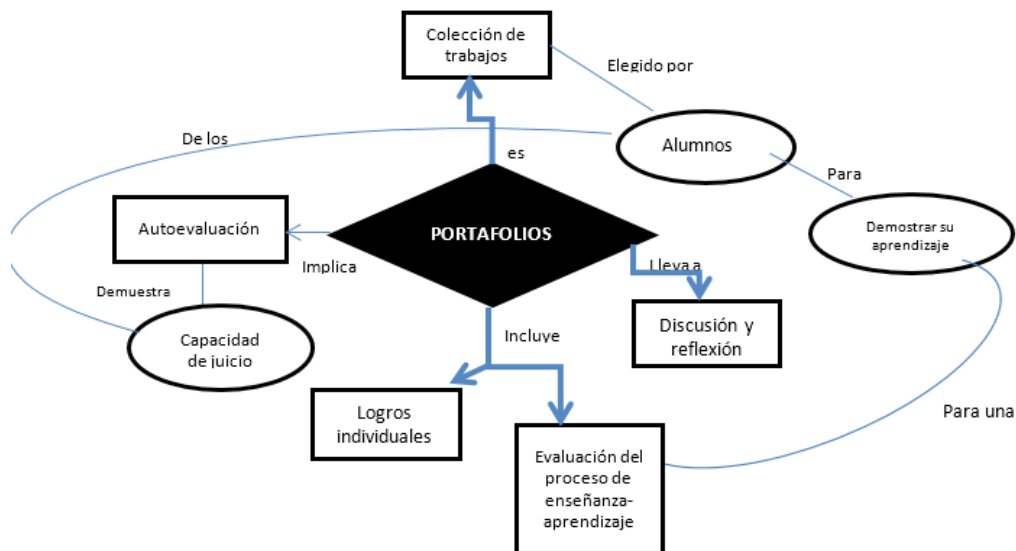 Colección de
trabajos
Elegido por
De los
Alumnos
es
Para
Autoevaluación
PORTAFOLIOS
Demostrar su
aprendizaje
Implica
Lleva a
Demuestra
Discusión y
reflexión
Capacidad
de juicio
Incluye
Logros
individuales
Para una
Evaluación del
proceso de
enseñanza-
aprendizaje